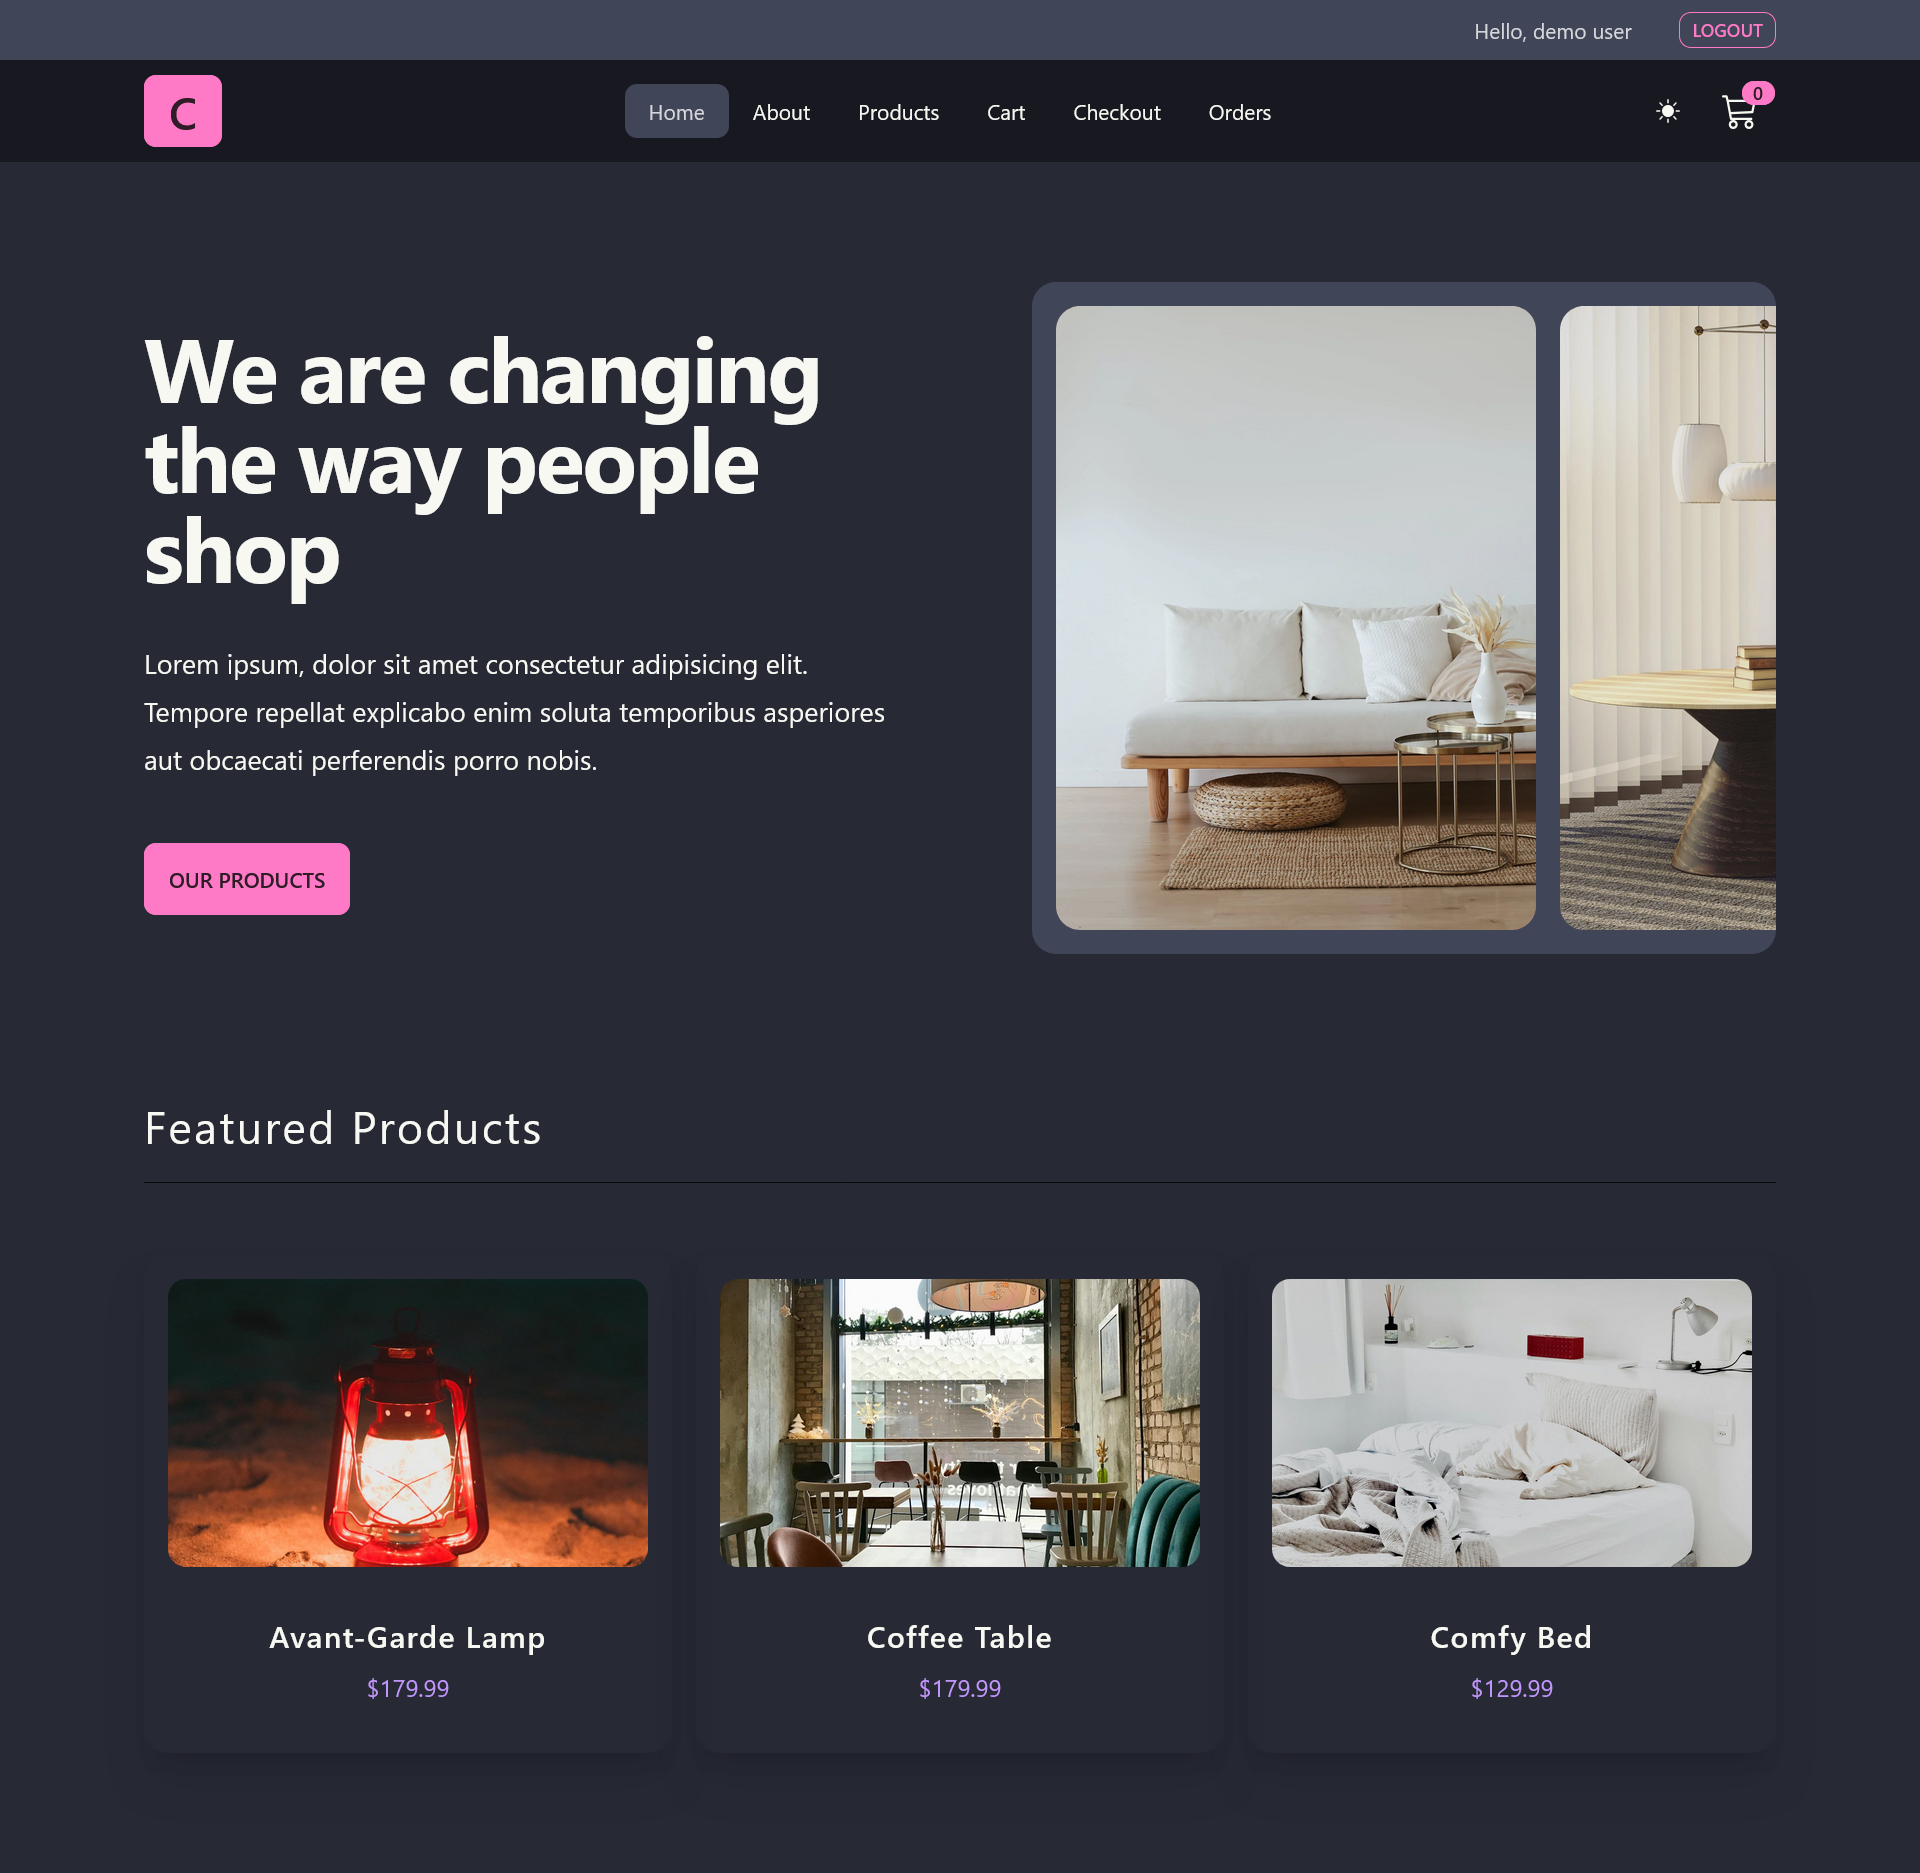 Hello, demo user LOGOUT
C Home About Products Cart Checkout Orders 0
We are changing
the way people
shop
Lorem ipsum, dolor sit amet consectetur adipisicing elit.
Tempore repellat explicabo enim soluta temporibus asperiores
aut obcaecati perferendis porro nobis.
OUR PRODUCTS
Featured Products
Avant-Garde Lamp
$179.99
Coffee Table
$179.99
Comfy Bed
$129.99